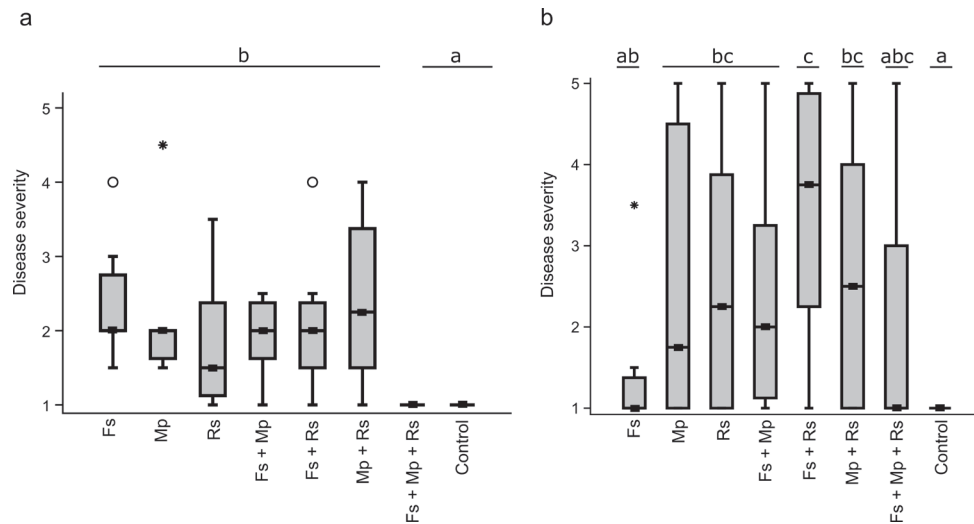 a
b
a
5
4
3
2
1
Disease severity
Fs
Mp
Rs
Fs + Mp
Fs + Rs
Mp + Rs
Fs + Mp + Rs
Control
b
ab
bc
c
bc
abc
a
5
4
3
2
1
Disease severity
Fs
Mp
Rs
Fs + Mp
Fs + Rs
Mp + Rs
Fs + Mp + Rs
Control